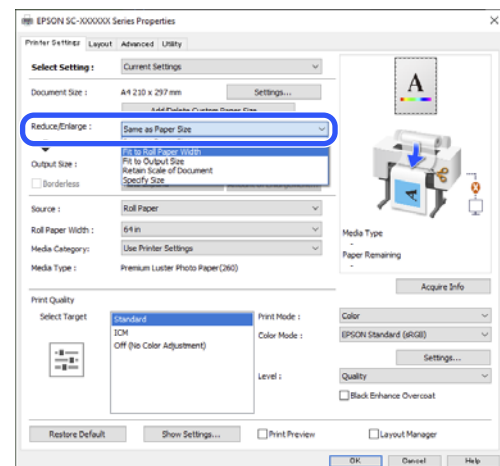 EPSON SC-XXXXXX Series Properties
Printer Settings Layout Advanced Utility
Select Setting : Current Settings
Document Size : A4 210 x 297 mm Settings...
Add/Delete Custom Paper Size
Reduce/Enlarge : Same as Paper Size
Fit to Roll Paper Width
Fit to Output Size
Output Size : Retain Scale of Document
Specify Size
Borderless
Source : Roll Paper
Roll Paper Width : 64 in
Media Category: Use Printer Settings
Media Type : Premium Luster Photo Paper(260)
A
A
Media Type
-
Paper Remaining
-
Acquire Info
Print Quality
Select Target
Standard
ICM
Off (No Color Adjustment)
Print Mode : Color
Color Mode : EPSON Standard (sRGB)
Settings...
Level : Quality
Black Enhance Overcoat
Restore Default Show Settings... Print Preview Layout Manager
OK Cancel Help